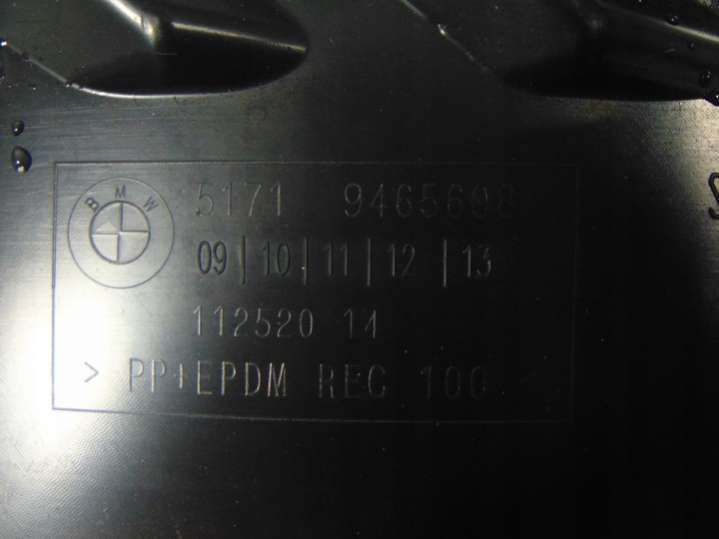 BMW
5171 9465698
09 | 10 | 11 | 12 | 13
112520 14
> PP+EPDM REC 100 <